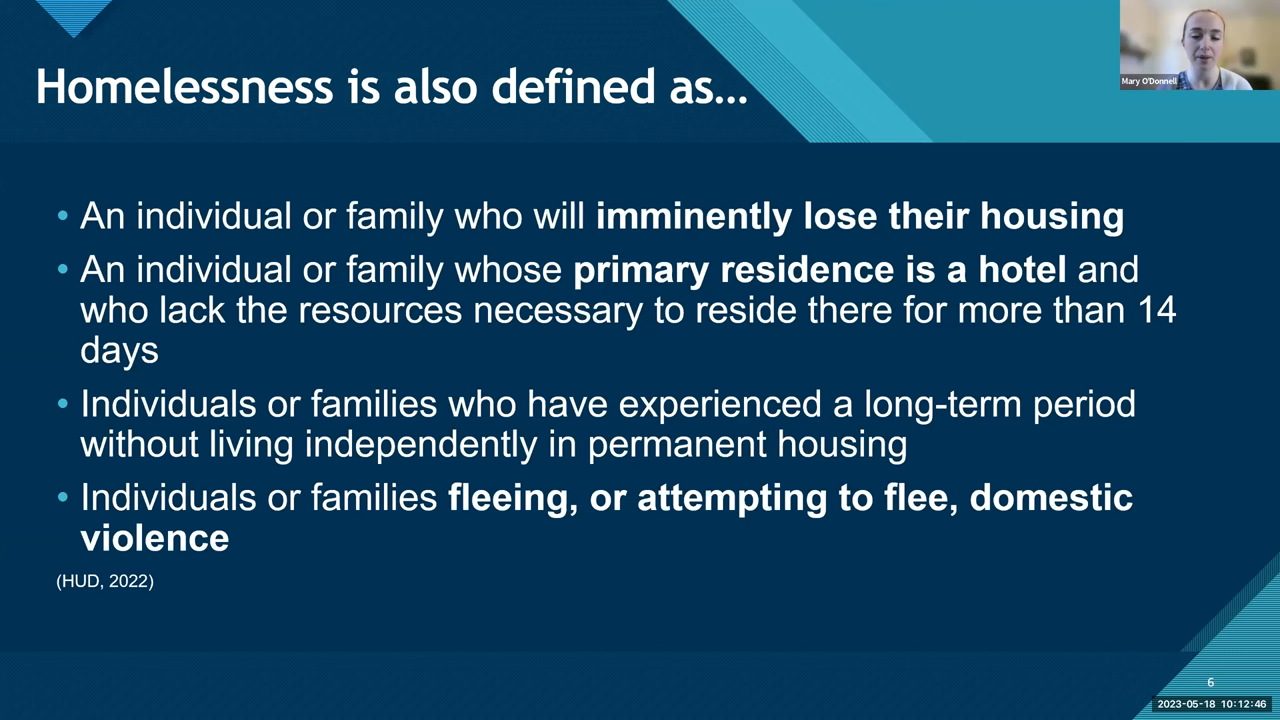 Homelessness is also defined as...
Mary O'Donnell
• An individual or family who will imminently lose their housing
• An individual or family whose primary residence is a hotel and
who lack the resources necessary to reside there for more than 14
days
• Individuals or families who have experienced a long-term period
without living independently in permanent housing
• Individuals or families fleeing, or attempting to flee, domestic
violence
(HUD, 2022)
6
2023-05-18 10:12:46